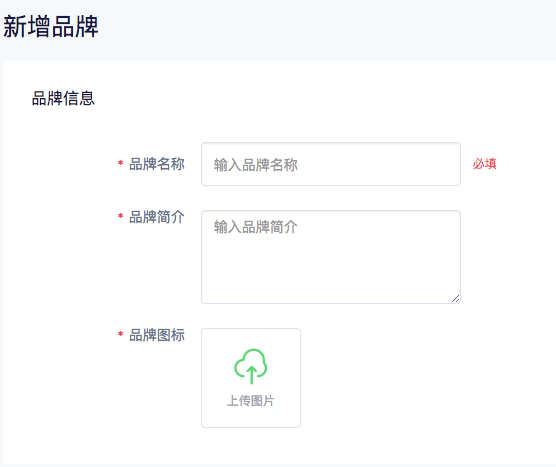 新增品牌
品牌信息
* 品牌名称 输入品牌名称 必填
* 品牌简介 输入品牌简介
* 品牌图标
上传图片